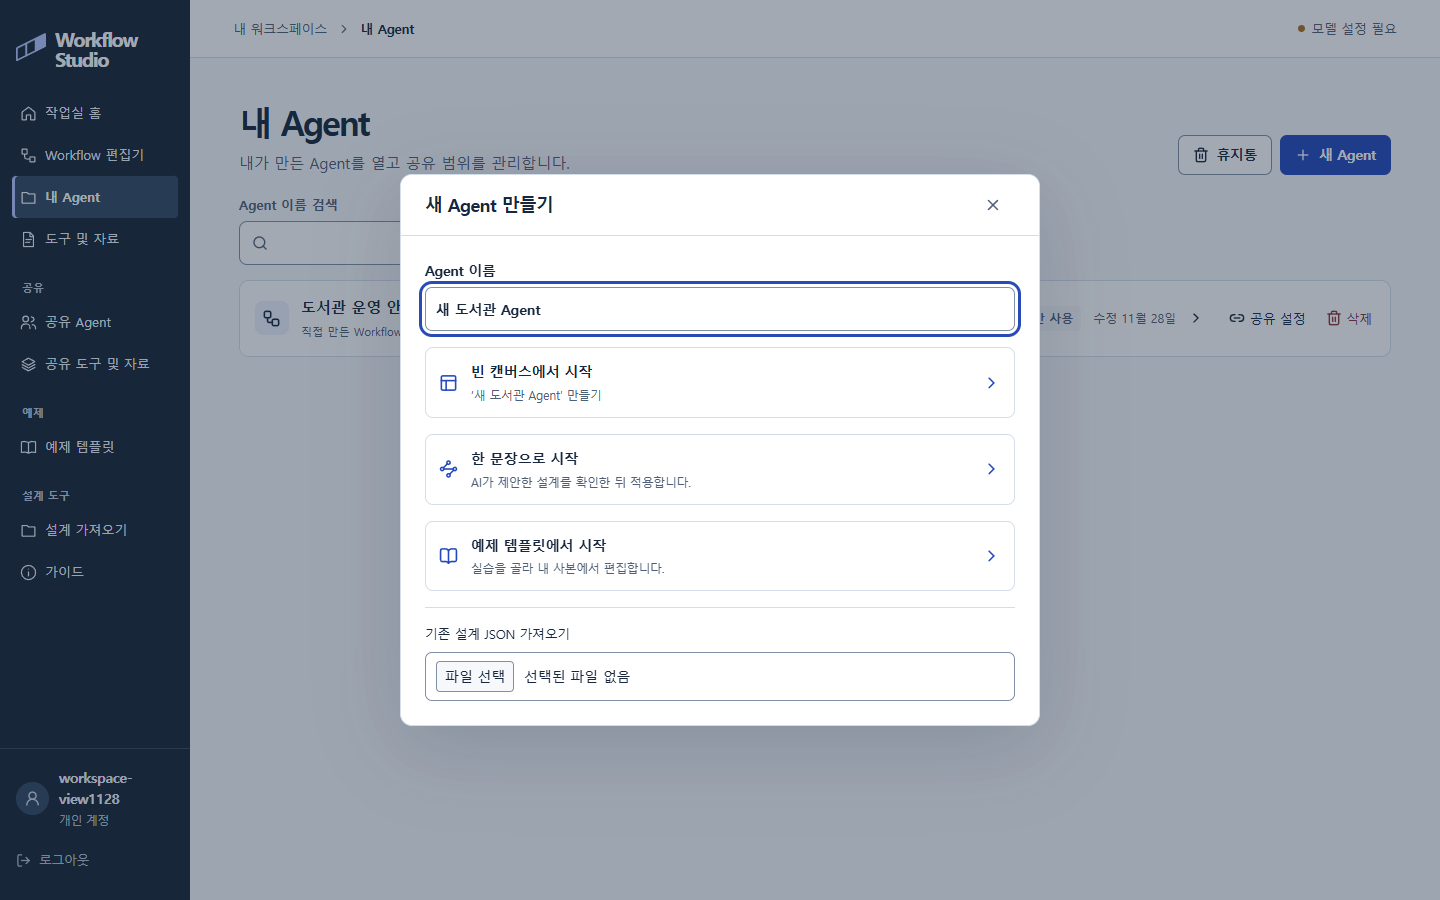 Workflow
Studio
작업실 홈
Workflow 편집기
내 Agent
도구 및 자료
공유
공유 Agent
공유 도구 및 자료
예제
예제 템플릿
설계 도구
설계 가져오기
가이드
workspace-
view1128
개인 계정
로그아웃
내 워크스페이스 > 내 Agent
모델 설정 필요
내 Agent
내가 만든 Agent를 열고 공유 범위를 관리합니다.
휴지통
+ 새 Agent
Agent 이름 검색
도서관 운영 안
직접 만든 Workflow
사용
수정 11월 28일
공유 설정
삭제
새 Agent 만들기
Agent 이름
새 도서관 Agent
빈 캔버스에서 시작
'새 도서관 Agent' 만들기
한 문장으로 시작
AI가 제안한 설계를 확인한 뒤 적용합니다.
예제 템플릿에서 시작
실습을 골라 내 사본에서 편집합니다.
기존 설계 JSON 가져오기
파일 선택 선택된 파일 없음